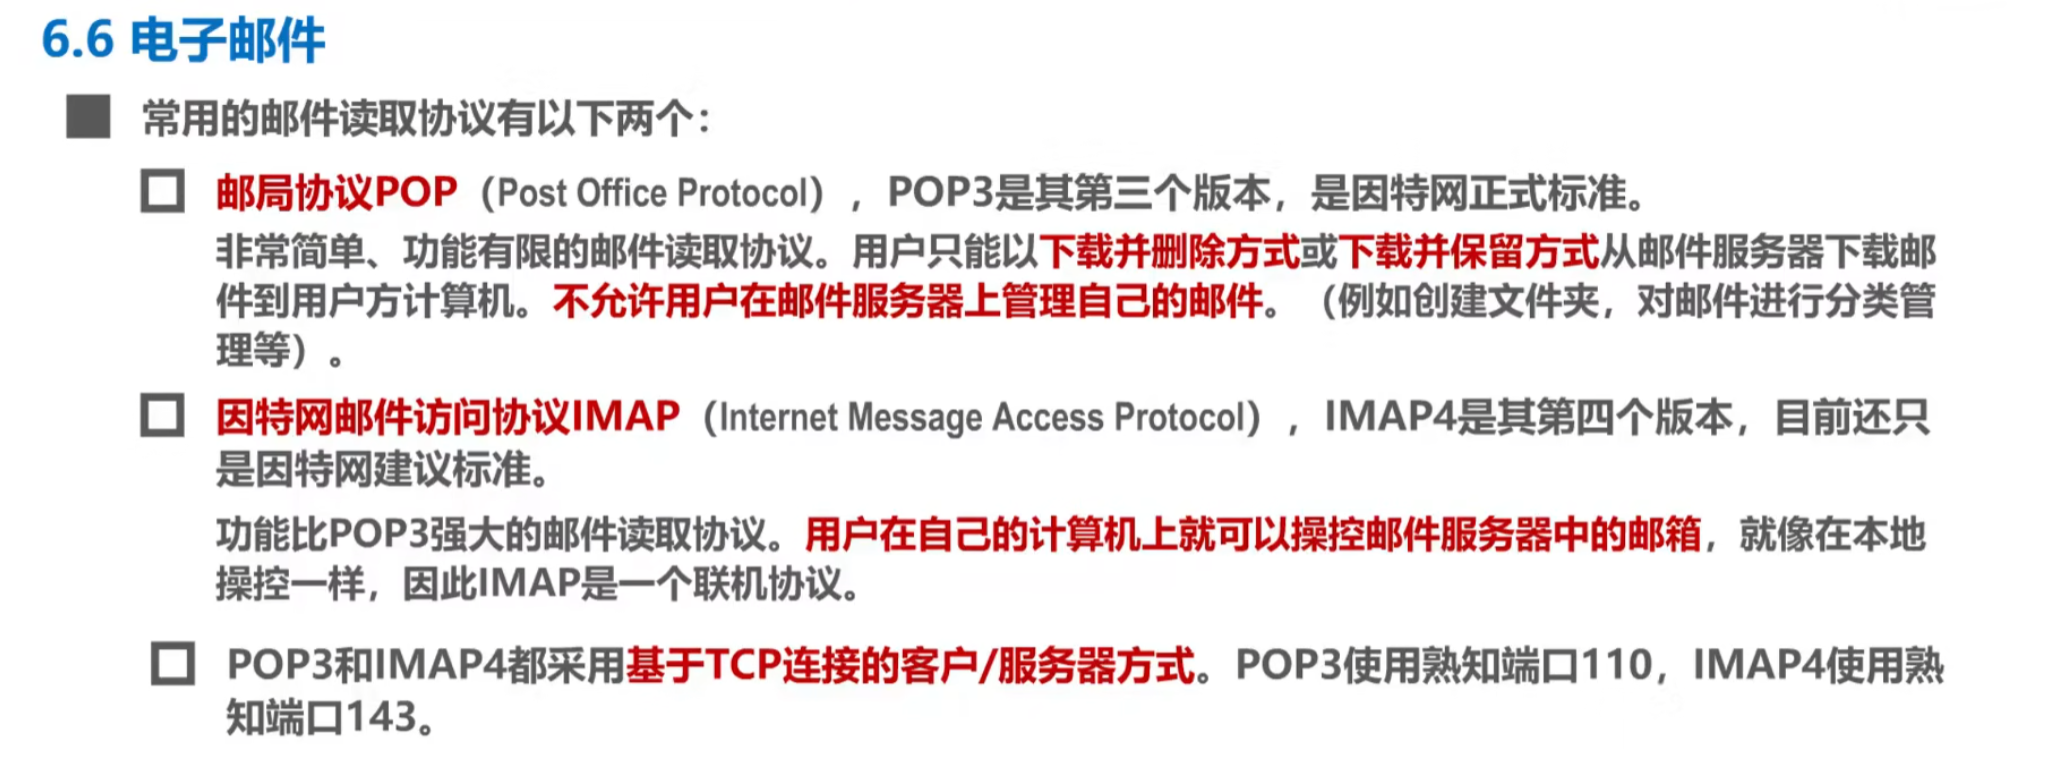 6.6 电子邮件
常用的邮件读取协议有以下两个：
邮局协议POP（Post Office Protocol），POP3是其第三个版本，是因特网正式标准。
非常简单、功能有限的邮件读取协议。用户只能以下载并删除方式或下载并保留方式从邮件服务器下载邮
件到用户方计算机。不允许用户在邮件服务器上管理自己的邮件。（例如创建文件夹，对邮件进行分类管
理等）。
因特网邮件访问协议IMAP（Internet Message Access Protocol），IMAP4是其第四个版本，目前还只
是因特网建议标准。
功能比POP3强大的邮件读取协议。用户在自己的计算机上就可以操控邮件服务器中的邮箱，就像在本地
操控一样，因此IMAP是一个联机协议。
POP3和IMAP4都采用基于TCP连接的客户/服务器方式。POP3使用熟知端口110，IMAP4使用熟
知端口143。